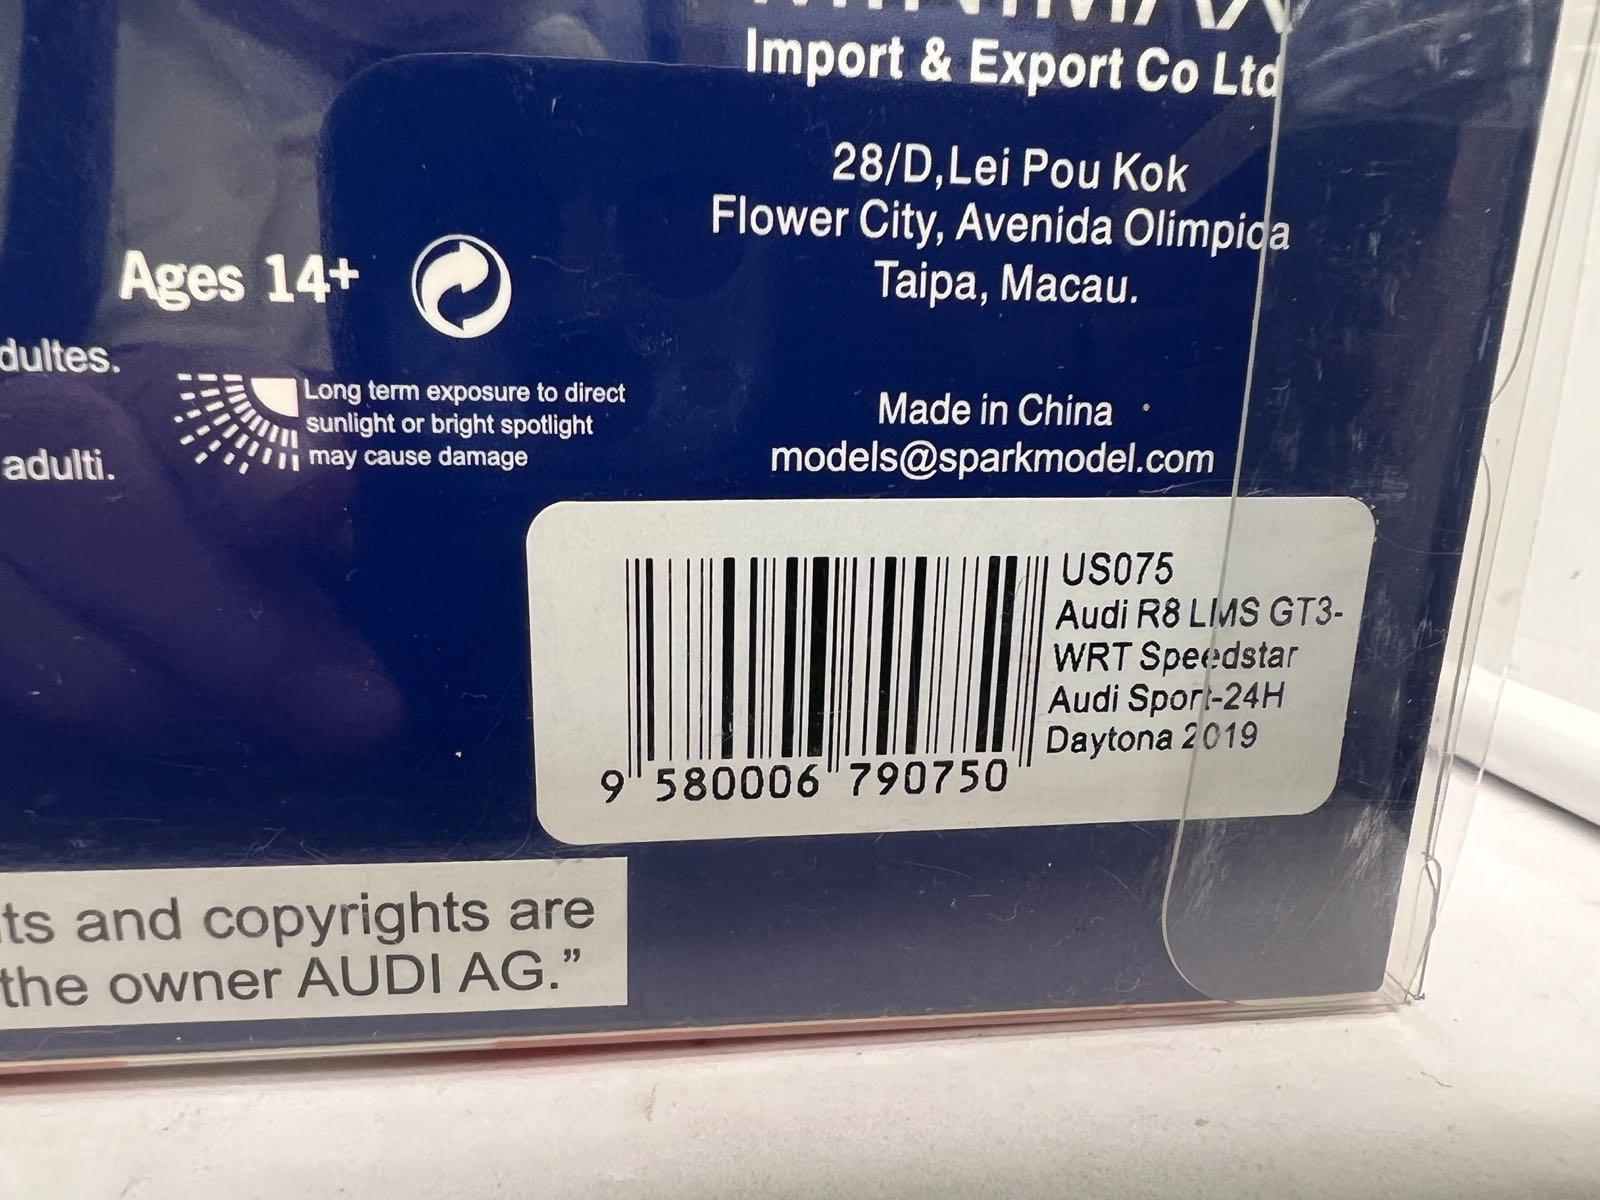 MINIMAX
Import & Export Co Ltd
28/D,Lei Pou Kok
Flower City, Avenida Olimpica
Taipa, Macau.
Ages 14+
dultes.
Long term exposure to direct
sunlight or bright spotlight
may cause damage
adulti.
Made in China
models@sparkmodel.com
US075
Audi R8 LMS GT3-
WRT Speedstar
Audi Sport-24H
Daytona 2019
9 580006 790750
ts and copyrights are
the owner AUDI AG.”